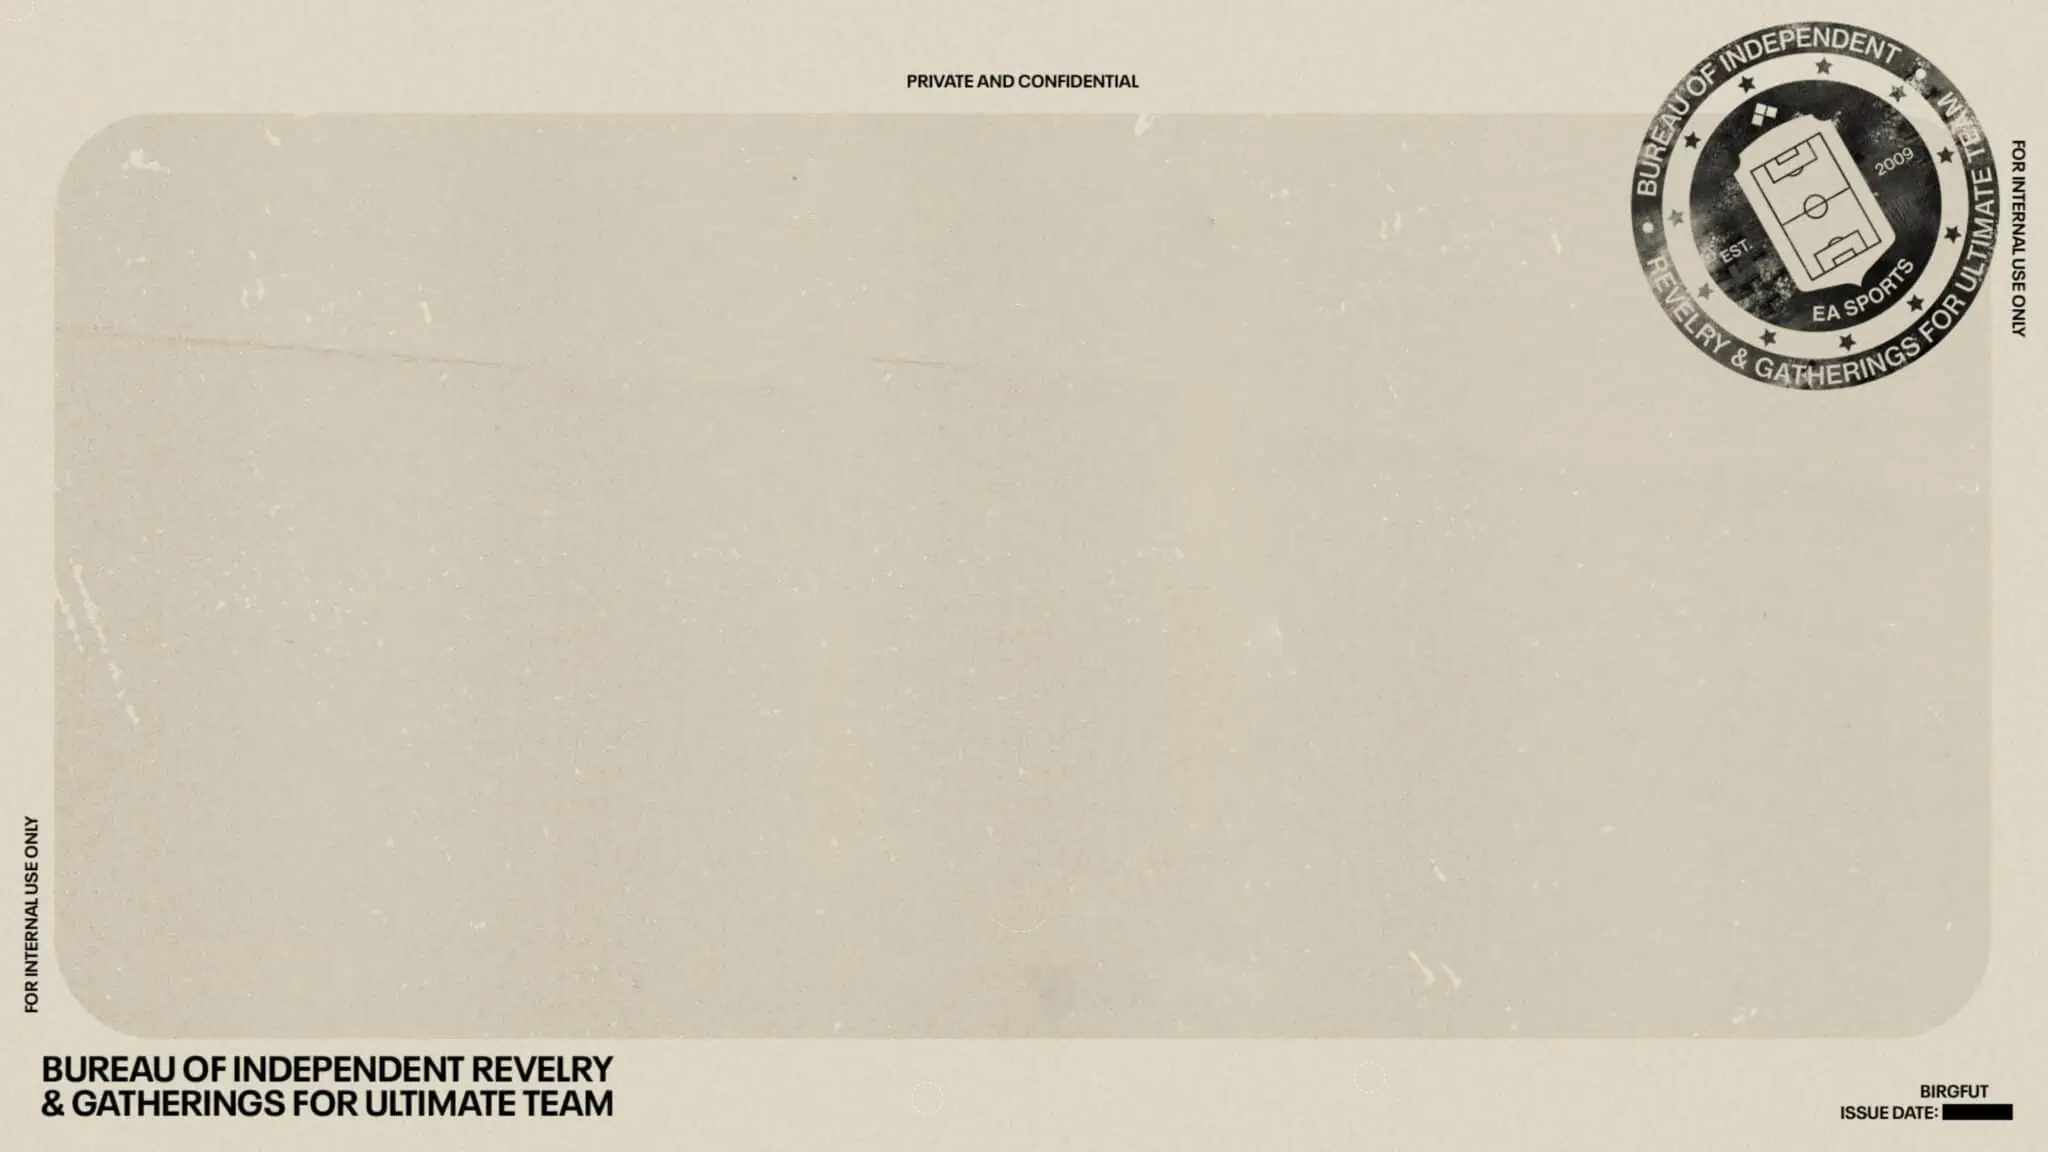 PRIVATE AND CONFIDENTIAL
BUREAU OF INDEPENDENT
REVELRY & GATHERINGS FOR ULTIMATE TEAM
EST.
2009
EA SPORTS
FOR INTERNAL USE ONLY
FOR INTERNAL USE ONLY
BUREAU OF INDEPENDENT REVELRY
& GATHERINGS FOR ULTIMATE TEAM
BIRGFUT
ISSUE DATE: